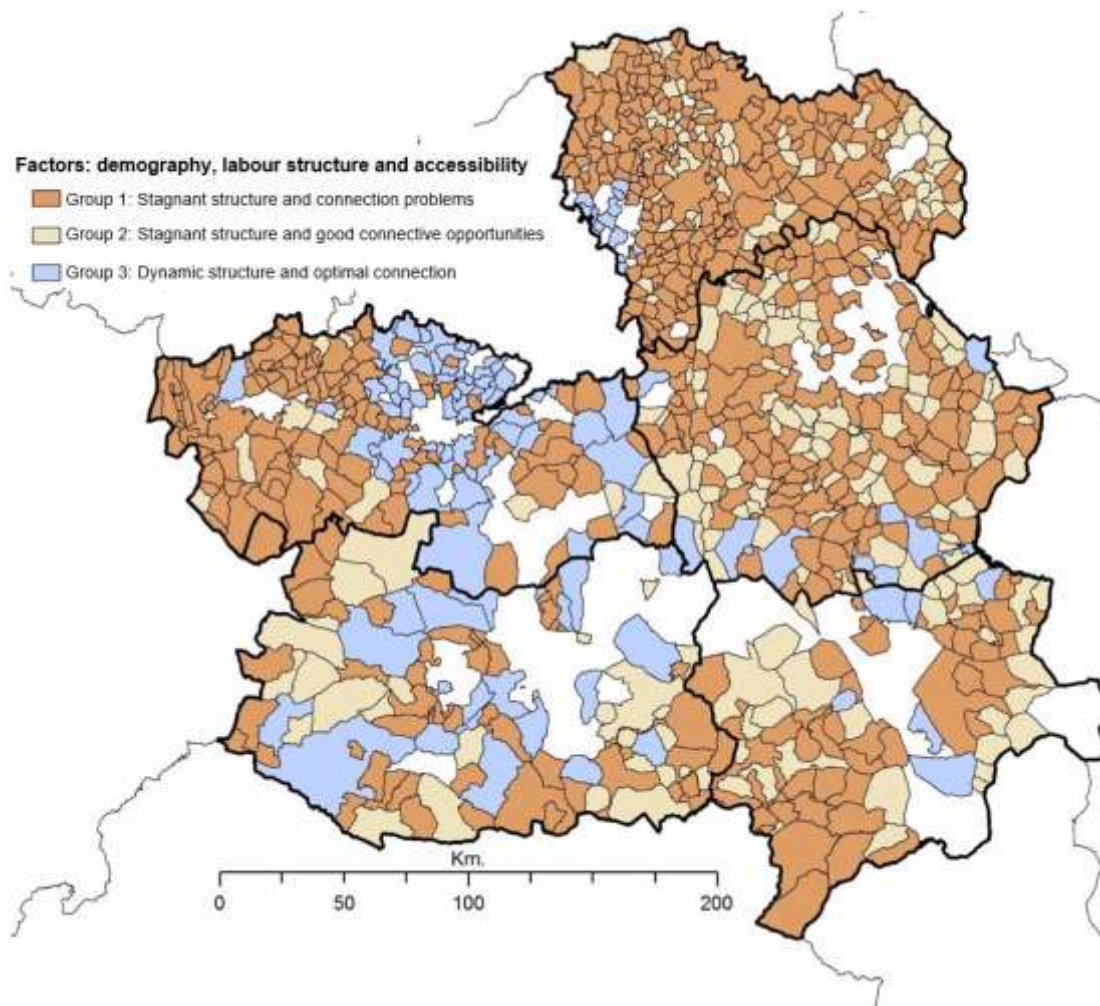 Factors: demography, labour structure and accessibility
Group 1: Stagnant structure and connection problems
Group 2: Stagnant structure and good connective opportunities
Group 3: Dynamic structure and optimal connection
Km.
0 50 100 200